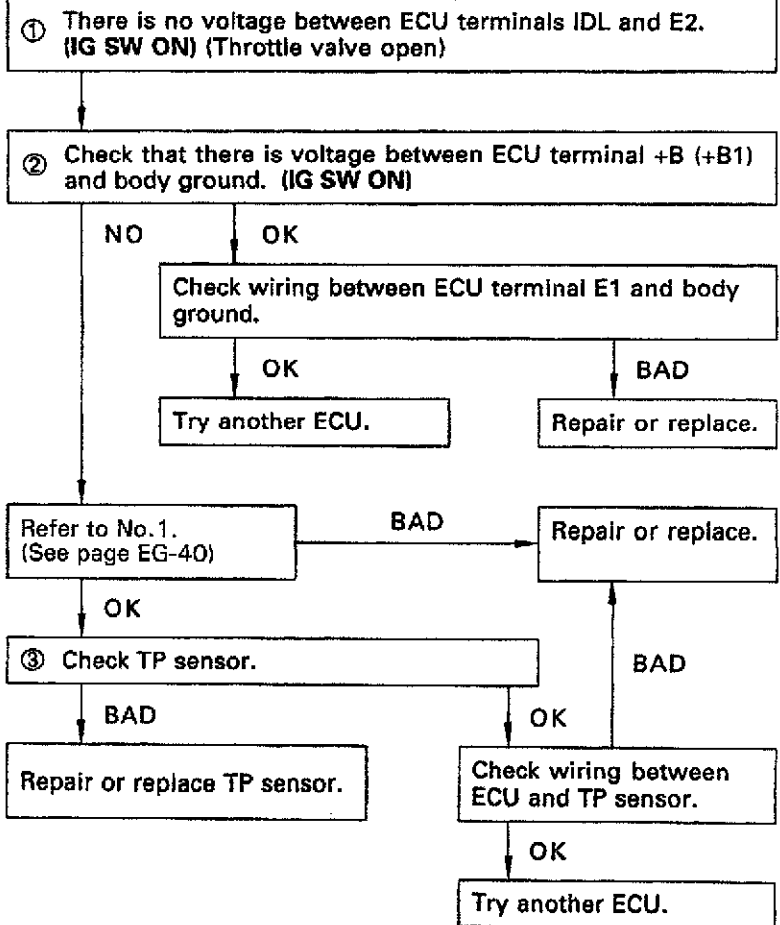 ① There is no voltage between ECU terminals IDL and E2.
(IG SW ON) (Throttle valve open)
② Check that there is voltage between ECU terminal +B (+B1)
and body ground. (IG SW ON)
NO
OK
Check wiring between ECU terminal E1 and body
ground.
OK
BAD
Try another ECU.
Repair or replace.
Refer to No.1.
(See page EG-40)
BAD
Repair or replace.
OK
③ Check TP sensor.
BAD
BAD
OK
Repair or replace TP sensor.
Check wiring between
ECU and TP sensor.
OK
Try another ECU.